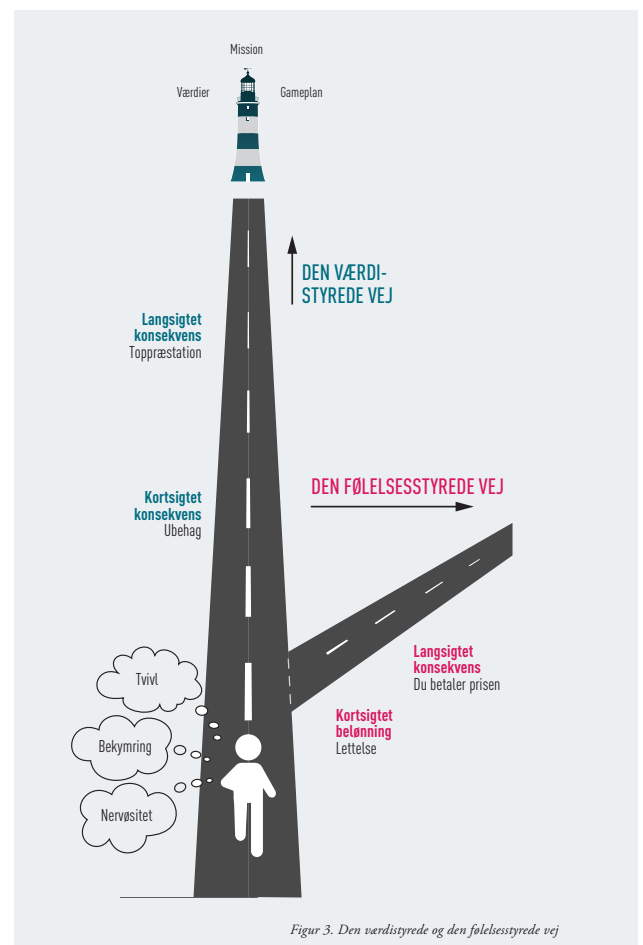 Mission
Værdier
Gameplan
DEN VÆRDI-
STYREDE VEJ
Langsigtet
konsekvens
Toppræstation
DEN FØLELSESSTYREDE VEJ
Kortsigtet
konsekvens
Ubehag
Langsigtet
konsekvens
Du betaler prisen
Kortsigtet
belønning
Lettelse
Tvivl
Bekymring
Nervøsitet
Figur 3. Den værdistyrede og den følelsesstyrede vej